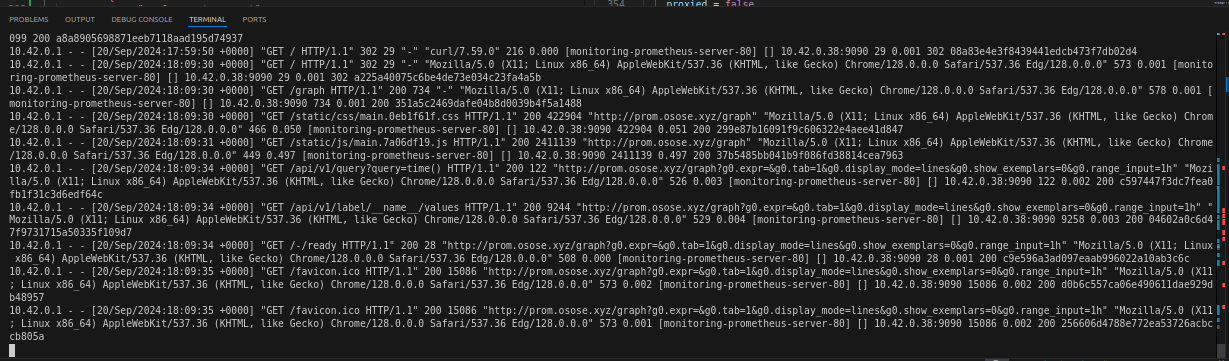 354    proxied = false
PROBLEMS    OUTPUT    DEBUG CONSOLE    TERMINAL    PORTS
099 200 a8a8905698871eeb7118aad195d74937
10.42.0.1 - - [20/Sep/2024:17:59:50 +0000] "GET / HTTP/1.1" 302 29 "-" "curl/7.59.0" 216 0.000 [monitoring-prometheus-server-80] [] 10.42.0.38:9090 29 0.001 302 08a83e4e3f8439441edcb473f7db02d4
10.42.0.1 - - [20/Sep/2024:18:09:30 +0000] "GET / HTTP/1.1" 302 29 "-" "Mozilla/5.0 (X11; Linux x86_64) AppleWebKit/537.36 (KHTML, like Gecko) Chrome/128.0.0.0 Safari/537.36 Edg/128.0.0.0" 573 0.001 [monito
ring-prometheus-server-80] [] 10.42.0.38:9090 29 0.001 302 a225a40075c6be4de73e034c23fa4a5b
10.42.0.1 - - [20/Sep/2024:18:09:30 +0000] "GET /graph HTTP/1.1" 200 734 "-" "Mozilla/5.0 (X11; Linux x86_64) AppleWebKit/537.36 (KHTML, like Gecko) Chrome/128.0.0.0 Safari/537.36 Edg/128.0.0.0" 578 0.001 [
monitoring-prometheus-server-80] [] 10.42.0.38:9090 734 0.001 200 351a5c2469dafe04b8d0039b4f5a1488
10.42.0.1 - - [20/Sep/2024:18:09:30 +0000] "GET /static/css/main.0eb1f61f.css HTTP/1.1" 200 422904 "http://prom.osose.xyz/graph" "Mozilla/5.0 (X11; Linux x86_64) AppleWebKit/537.36 (KHTML, like Gecko) Chrom
e/128.0.0.0 Safari/537.36 Edg/128.0.0.0" 466 0.050 [monitoring-prometheus-server-80] [] 10.42.0.38:9090 422904 0.051 200 299e87b16091f9c606322e4aee41d847
10.42.0.1 - - [20/Sep/2024:18:09:31 +0000] "GET /static/js/main.7a06df19.js HTTP/1.1" 200 2411139 "http://prom.osose.xyz/graph" "Mozilla/5.0 (X11; Linux x86_64) AppleWebKit/537.36 (KHTML, like Gecko) Chrome
/128.0.0.0 Safari/537.36 Edg/128.0.0.0" 449 0.497 [monitoring-prometheus-server-80] [] 10.42.0.38:9090 2411139 0.497 200 37b5485bb041b9f086fd38814cea7963
10.42.0.1 - - [20/Sep/2024:18:09:34 +0000] "GET /api/v1/query?query=time() HTTP/1.1" 200 122 "http://prom.osose.xyz/graph?g0.expr=&g0.tab=1&g0.display_mode=lines&g0.show_exemplars=0&g0.range_input=1h" "Mozi
lla/5.0 (X11; Linux x86_64) AppleWebKit/537.36 (KHTML, like Gecko) Chrome/128.0.0.0 Safari/537.36 Edg/128.0.0.0" 526 0.003 [monitoring-prometheus-server-80] [] 10.42.0.38:9090 122 0.002 200 c597447f3dc7fea0
fb1f31c3d6edf64c
10.42.0.1 - - [20/Sep/2024:18:09:34 +0000] "GET /api/v1/label/__name__/values HTTP/1.1" 200 9244 "http://prom.osose.xyz/graph?g0.expr=&g0.tab=1&g0.display_mode=lines&g0.show_exemplars=0&g0.range_input=1h" "
Mozilla/5.0 (X11; Linux x86_64) AppleWebKit/537.36 (KHTML, like Gecko) Chrome/128.0.0.0 Safari/537.36 Edg/128.0.0.0" 529 0.004 [monitoring-prometheus-server-80] [] 10.42.0.38:9090 9258 0.003 200 04602a0c6d4
7f9731715a50335f109d7
10.42.0.1 - - [20/Sep/2024:18:09:34 +0000] "GET /-/ready HTTP/1.1" 200 28 "http://prom.osose.xyz/graph?g0.expr=&g0.tab=1&g0.display_mode=lines&g0.show_exemplars=0&g0.range_input=1h" "Mozilla/5.0 (X11; Linux
x86_64) AppleWebKit/537.36 (KHTML, like Gecko) Chrome/128.0.0.0 Safari/537.36 Edg/128.0.0.0" 508 0.000 [monitoring-prometheus-server-80] [] 10.42.0.38:9090 28 0.001 200 c9e596a3ad097eaab996022a10ab3c6c
10.42.0.1 - - [20/Sep/2024:18:09:35 +0000] "GET /favicon.ico HTTP/1.1" 200 15086 "http://prom.osose.xyz/graph?g0.expr=&g0.tab=1&g0.display_mode=lines&g0.show_exemplars=0&g0.range_input=1h" "Mozilla/5.0 (X11
; Linux x86_64) AppleWebKit/537.36 (KHTML, like Gecko) Chrome/128.0.0.0 Safari/537.36 Edg/128.0.0.0" 573 0.002 [monitoring-prometheus-server-80] [] 10.42.0.38:9090 15086 0.002 200 d0b6c557ca06e490611dae929d
b48957
10.42.0.1 - - [20/Sep/2024:18:09:35 +0000] "GET /favicon.ico HTTP/1.1" 200 15086 "http://prom.osose.xyz/graph?g0.expr=&g0.tab=1&g0.display_mode=lines&g0.show_exemplars=0&g0.range_input=1h" "Mozilla/5.0 (X11
; Linux x86_64) AppleWebKit/537.36 (KHTML, like Gecko) Chrome/128.0.0.0 Safari/537.36 Edg/128.0.0.0" 573 0.001 [monitoring-prometheus-server-80] [] 10.42.0.38:9090 15086 0.002 200 256606d4788e772ea53726acbc
cb805a